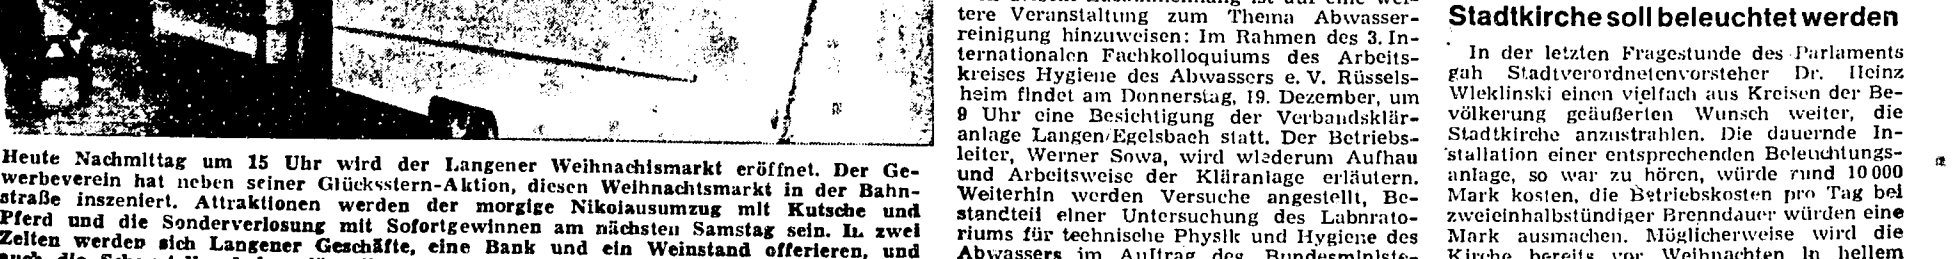 Heute Nachmittag um 15 Uhr wird der Langener Weihnachtsmarkt eröffnet. Der Ge-
werbeverein hat neben seiner Glücksstern-Aktion, diesen Weihnachtsmarkt in der Bahn-
straße inszeniert. Attraktionen werden der morgige Nikolausumzug mit Kutsche und
Pferd und die Sonderverlosung mit Sofortgewinnen am nächsten Samstag sein. In zwei
Zelten werden sich Langener Geschäfte, eine Bank und ein Weinstand offerieren, und
auch die
tere Veranstaltung zum Thema Abwasser-
reinigung hinzuweisen: Im Rahmen des 3. In-
ternationalen Fachkolloquiums des Arbeits-
kreises Hygiene des Abwassers e. V. Rüssels-
heim findet am Donnerstag, 19. Dezember, um
9 Uhr eine Besichtigung der Verbandsklär-
anlage Langen/Egelsbach statt. Der Betriebs-
leiter, Werner Sowa, wird wiederum Aufbau
und Arbeitsweise der Kläranlage erläutern.
Weiterhin werden Versuche angestellt, Be-
standteil einer Untersuchung des Labnrato-
riums für technische Physik und Hygiene des
Abwassers im Auftrag des Bundesministe-
Stadtkirche soll beleuchtet werden
In der letzten Fragestunde des Parlaments
gab Stadtverordnetenvorsteher Dr. Heinz
Wieklinski einen vielfach aus Kreisen der Be-
völkerung geäußerten Wunsch weiter, die
Stadtkirche anzustrahlen. Die dauernde In-
stallation einer entsprechenden Beleuchtungs-
anlage, so war zu hören, würde rund 10 000
Mark kosten, die Betriebskosten pro Tag bei
zweieinhalbstündiger Brenndauer würden eine
Mark ausmachen. Möglicherweise wird die
Kirche bereits vor Weihnachten in hellem